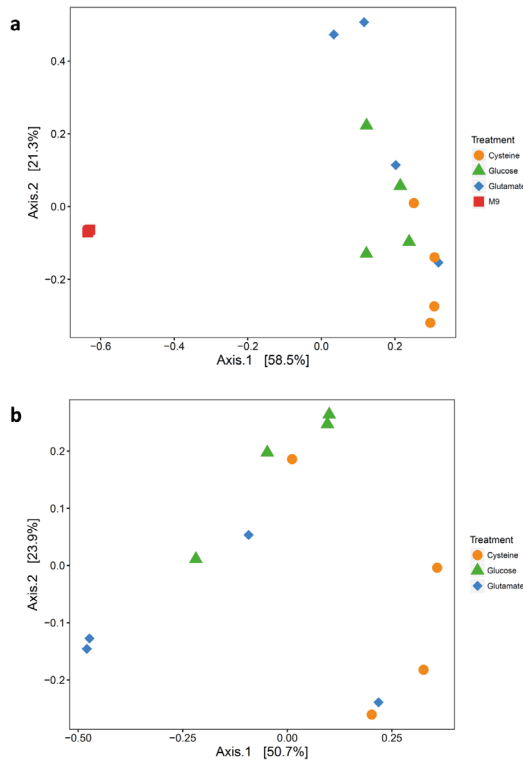 a
0.4
0.2
0.0
−0.2
Axis.2 [21.3%]
−0.6 −0.4 −0.2 0.0 0.2
Axis.1 [58.5%]
Treatment
Cysteine
Glucose
Glutamate
M9
b
0.2
0.1
0.0
−0.1
−0.2
Axis.2 [23.9%]
−0.50 −0.25 0.00 0.25
Axis.1 [50.7%]
Treatment
Cysteine
Glucose
Glutamate